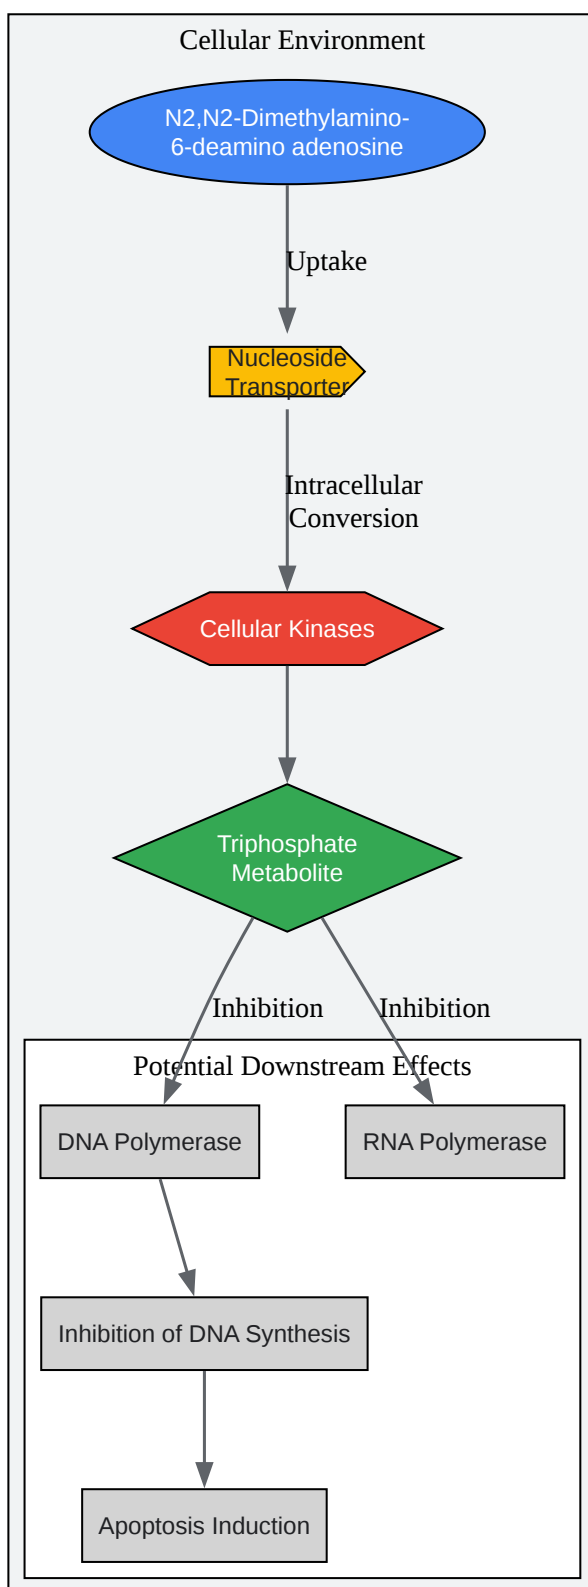 Cellular Environment
N2,N2-Dimethylamino-
6-deamino adenosine
Uptake
Nucleoside
Transporter
Intracellular
Conversion
Cellular Kinases
Triphosphate
Metabolite
Inhibition
Inhibition
Potential Downstream Effects
DNA Polymerase
RNA Polymerase
Inhibition of DNA Synthesis
Apoptosis Induction